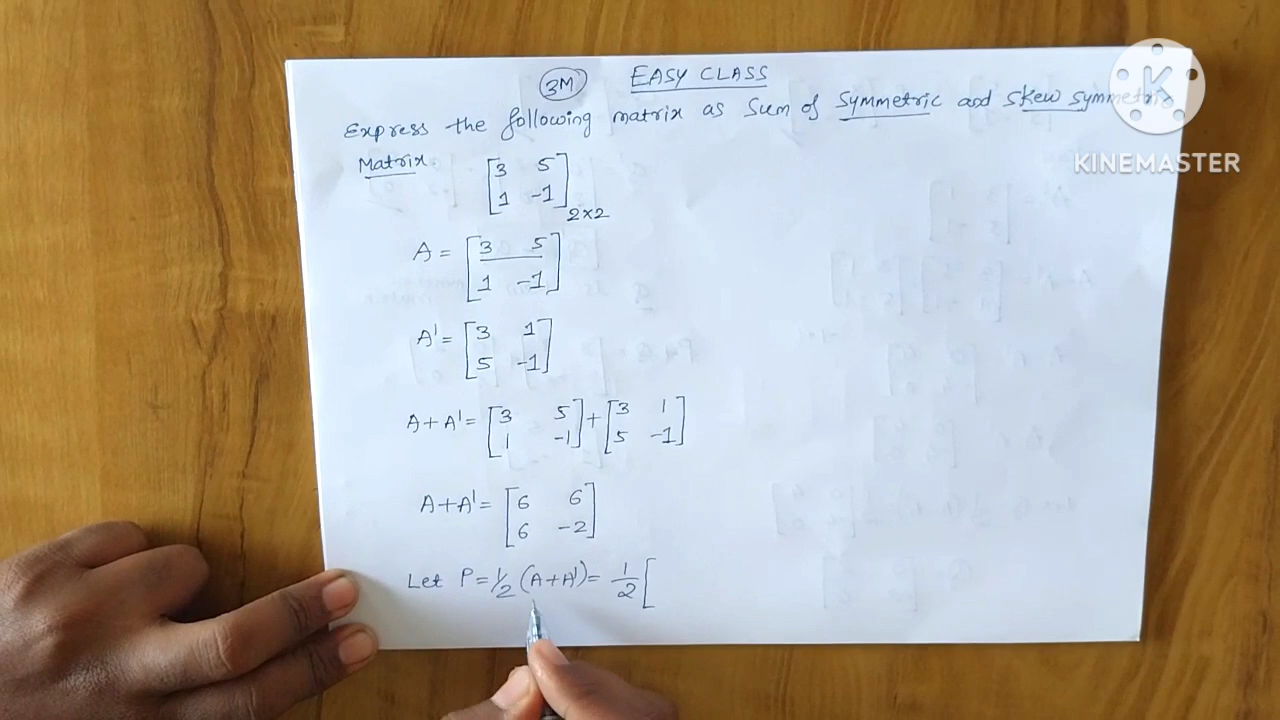 3M EASY CLASS
Express the following matrix as sum of symmetric and skew symmetric
Matrix
[3 5
1 -1] 2×2
A = [3 5
1 -1]
A' = [3 1
5 -1]
A + A' = [3 5
1 -1] + [3 1
5 -1]
A + A' = [6 6
6 -2]
Let P = 1/2 (A + A') = 1/2 [
K
KINEMASTER